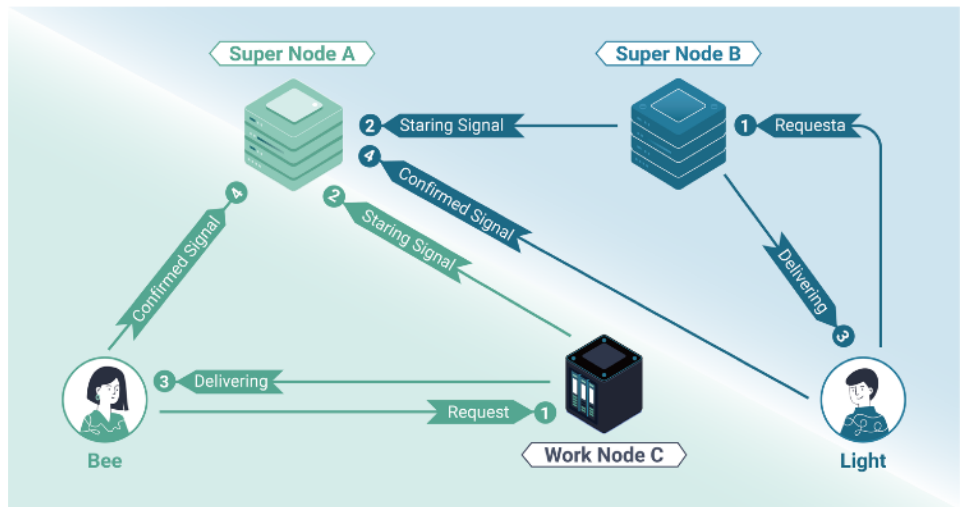 Super Node A
Super Node B
2 Staring Signal
1 Requesta
4 Confirmed Signal
2 Staring Signal
4 Confirmed Signal
Delivering 3
3 Delivering
Request 1
Bee
Work Node C
Light